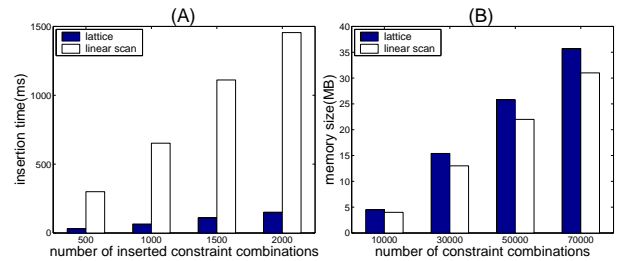 (A)
lattice
linear scan
insertion time(ms)
1500
1000
500
0
500 1000 1500 2000
number of inserted constraint combinations
(B)
lattice
linear scan
memory size(MB)
40
35
30
25
20
15
10
5
0
10000 30000 50000 70000
number of constraint combinations